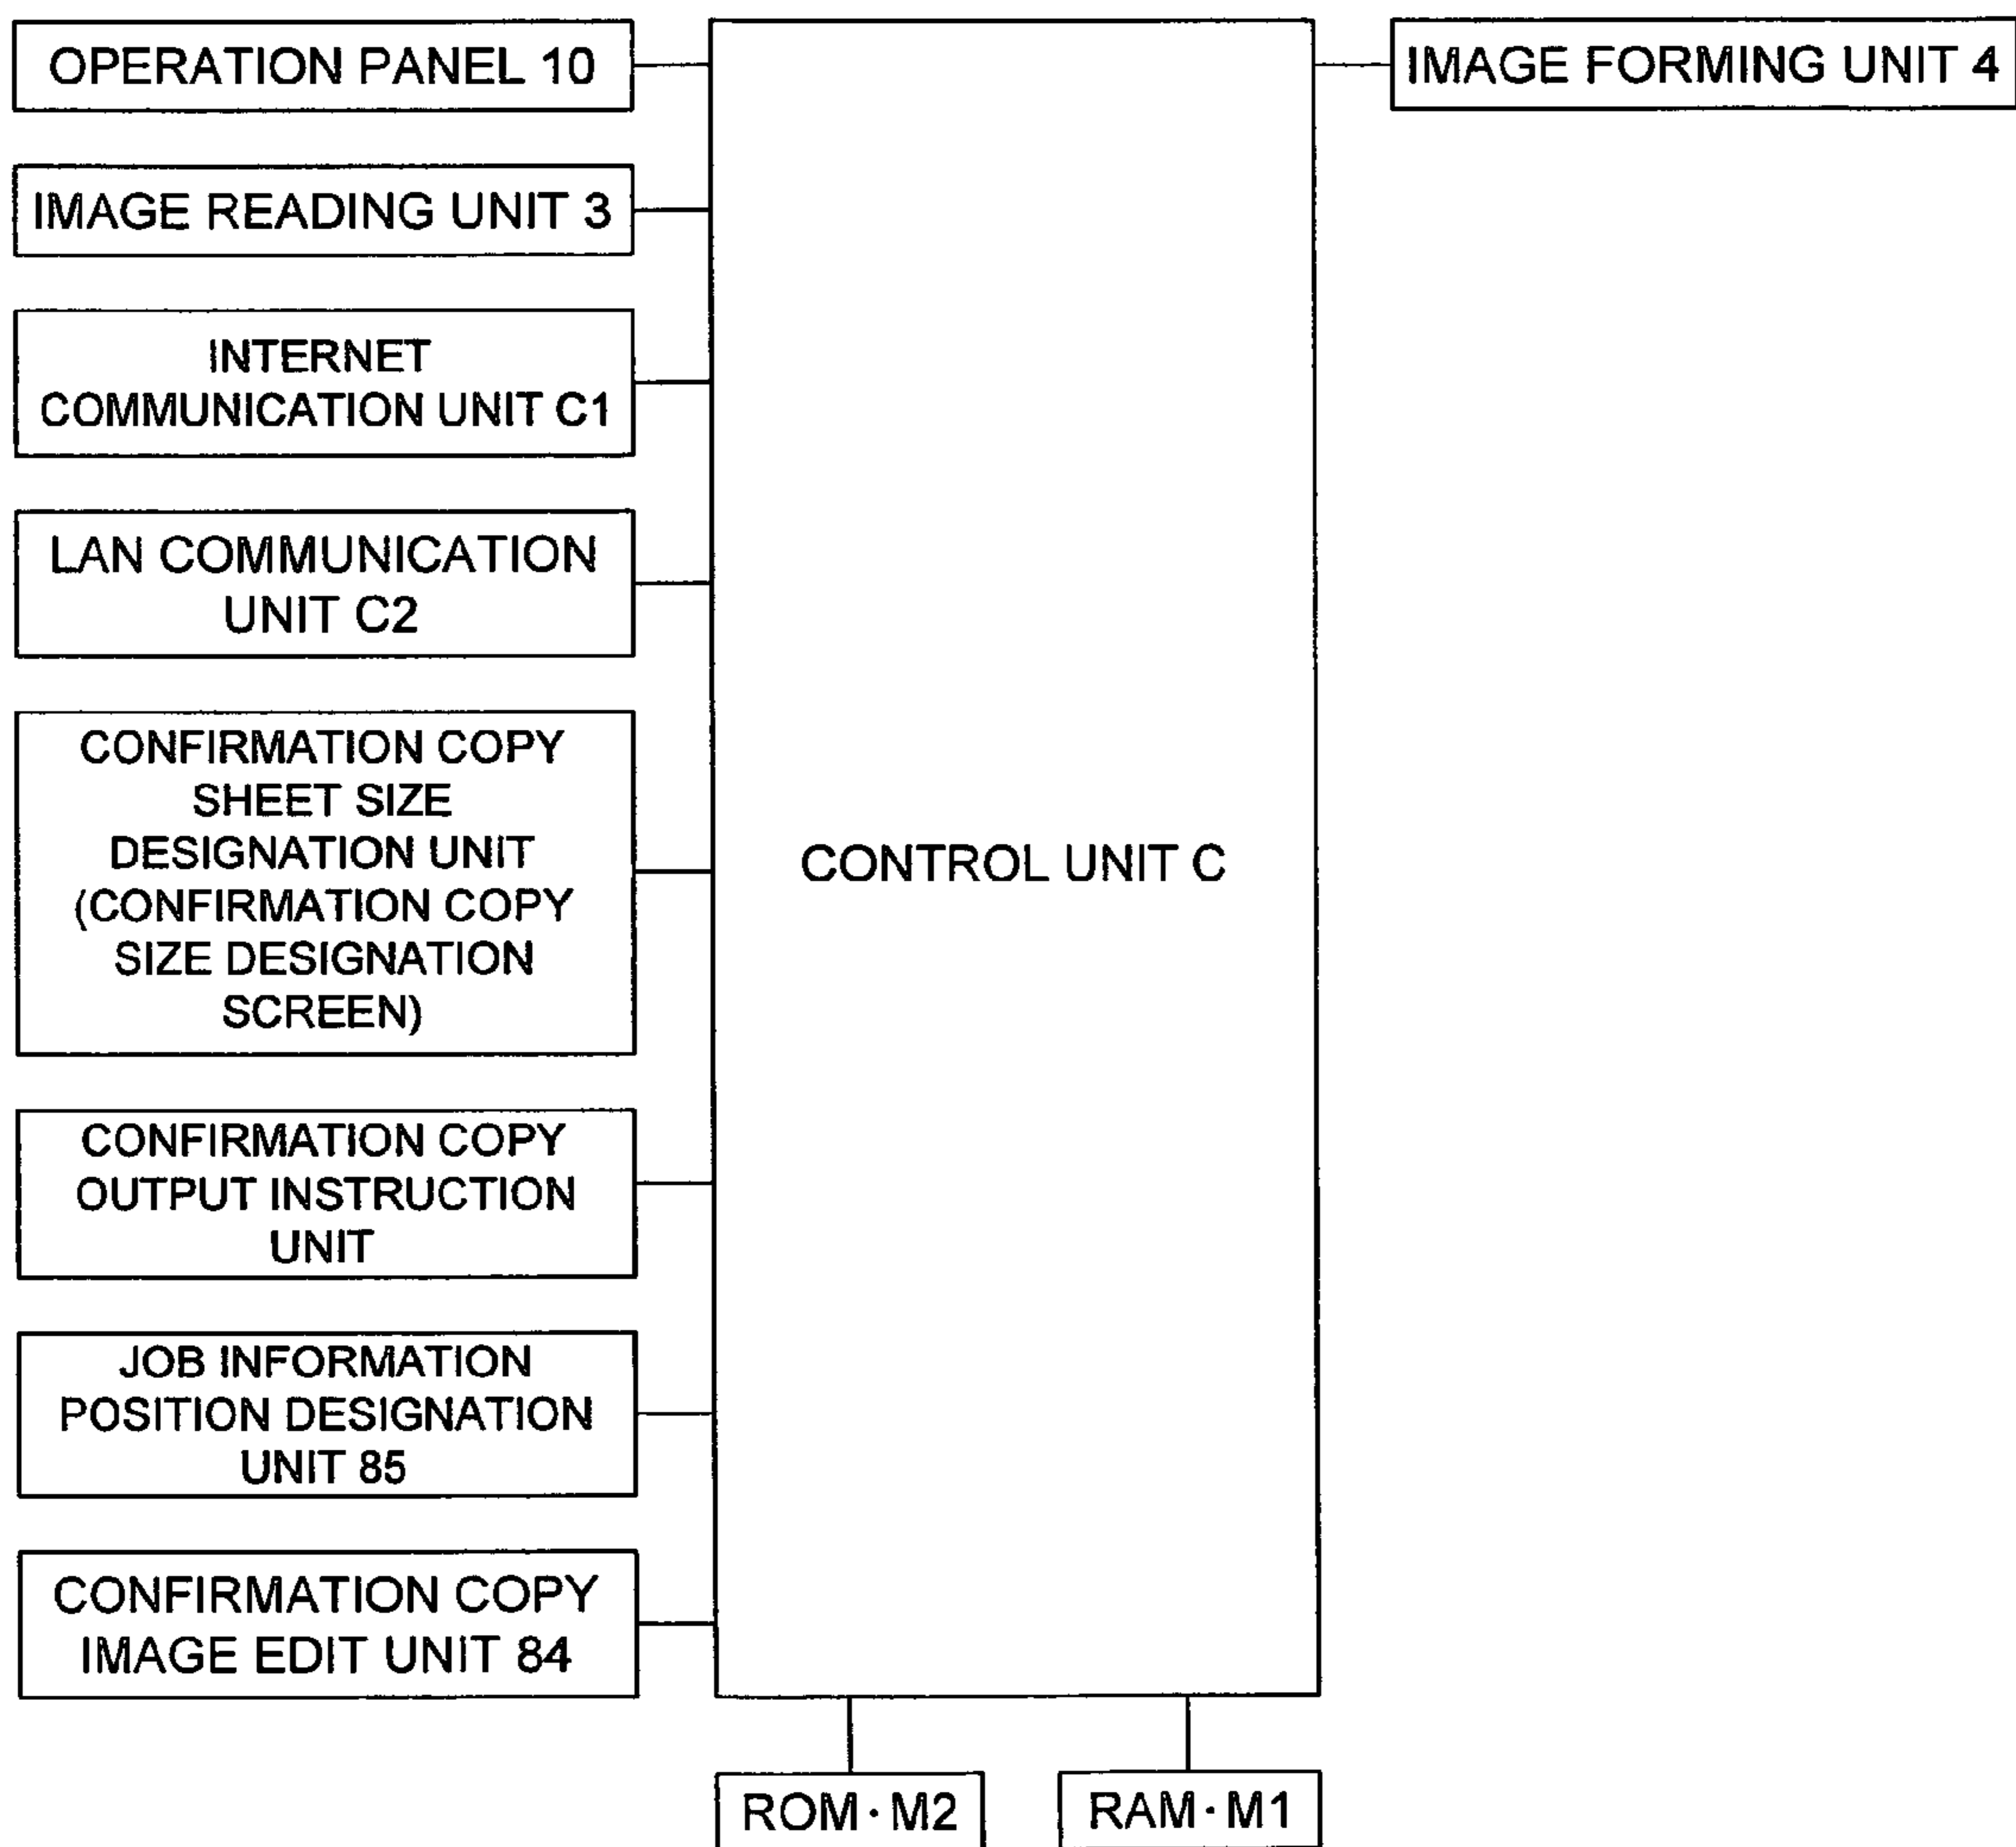 OPERATION PANEL 10
IMAGE READING UNIT 3
INTERNET
COMMUNICATION UNIT C1
LAN COMMUNICATION
UNIT C2
CONFIRMATION COPY
SHEET SIZE
DESIGNATION UNIT
(CONFIRMATION COPY
SIZE DESIGNATION
SCREEN)
CONFIRMATION COPY
OUTPUT INSTRUCTION
UNIT
JOB INFORMATION
POSITION DESIGNATION
UNIT 85
CONFIRMATION COPY
IMAGE EDIT UNIT 84
CONTROL UNIT C
IMAGE FORMING UNIT 4
ROM · M2
RAM · M1